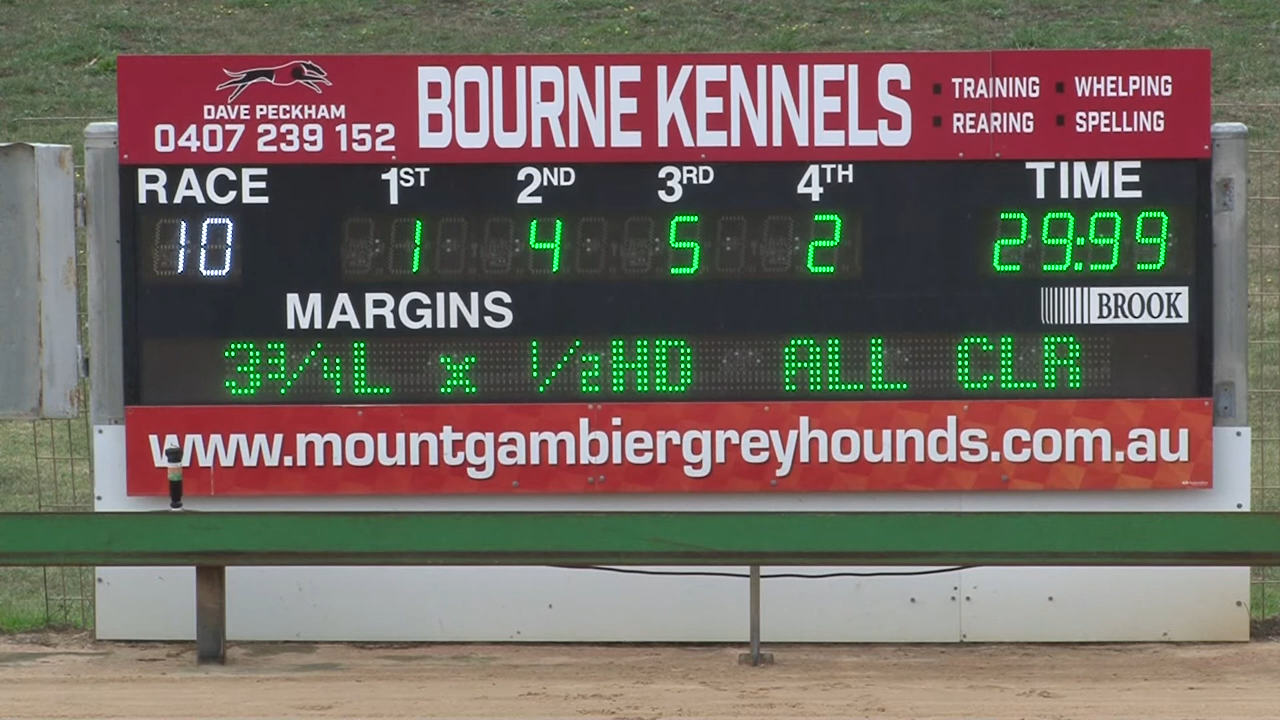 DAVE PECKHAM
0407 239 152
BOURNE KENNELS
TRAINING WHELPING
REARING SPELLING
RACE 1ST 2ND 3RD 4TH TIME
10 1 4 5 2 29:99
MARGINS
BROOK
3¾L x ½HD ALL CLR
www.mountgambiergreyhounds.com.au